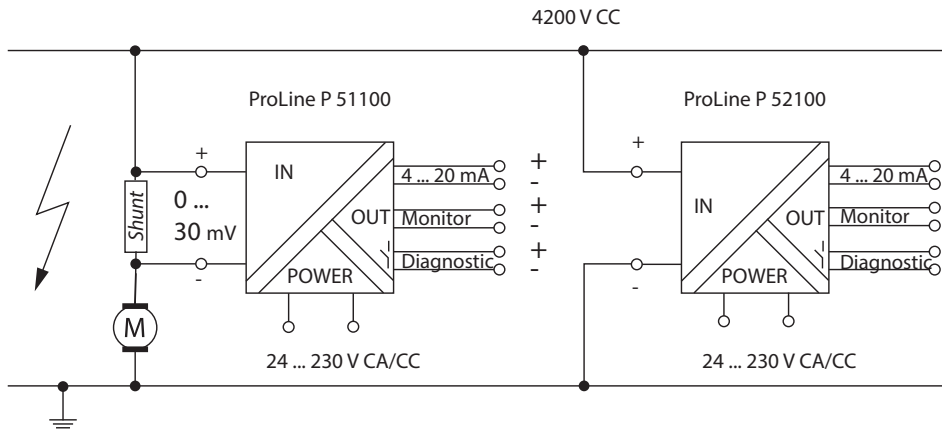 4200 V CC
ProLine P 51100
ProLine P 52100
+
IN
4 ... 20 mA
+
-
Shunt
0 ...
30 mV
OUT
Monitor
+
-
Diagnostic
+
-
-
POWER
M
24 ... 230 V CA/CC
+
IN
4 ... 20 mA
OUT
Monitor
Diagnostic
-
POWER
24 ... 230 V CA/CC